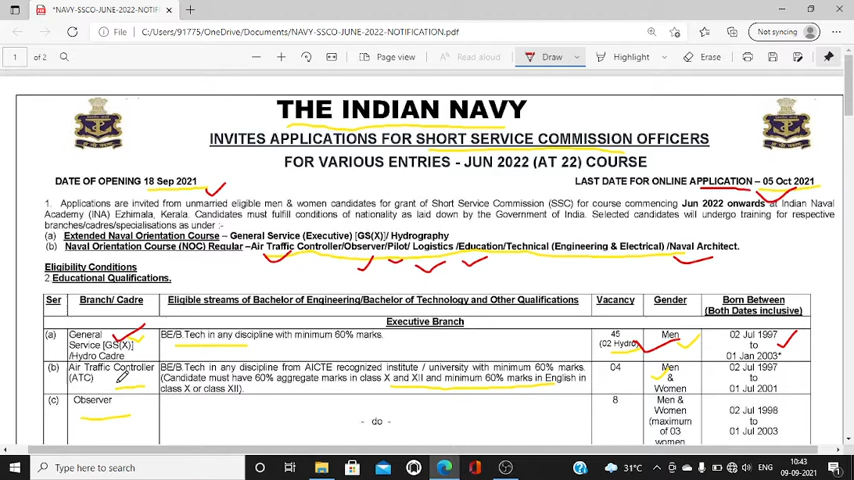 *NAVY-SSCO-JUNE-2022-NOTIFI
File
C:/Users/91775/OneDrive/Documents/NAVY-SSCO-JUNE-2022-NOTIFICATION.pdf
Not syncing
1 of 2
Page view
Read aloud
Draw
Highlight
Erase
THE INDIAN NAVY
INVITES APPLICATIONS FOR SHORT SERVICE COMMISSION OFFICERS
FOR VARIOUS ENTRIES - JUN 2022 (AT 22) COURSE
DATE OF OPENING 18 Sep 2021 LAST DATE FOR ONLINE APPLICATION – 05 Oct 2021
1. Applications are invited from unmarried eligible men & women candidates for grant of Short Service Commission (SSC) for course commencing Jun 2022 onwards at Indian Naval
Academy (INA) Ezhimala, Kerala. Candidates must fulfill conditions of nationality as laid down by the Government of India. Selected candidates will undergo training for respective
branches/cadres/specialisations as under :-
(a) Extended Naval Orientation Course – General Service (Executive) [GS(X)]/ Hydrography
(b) Naval Orientation Course (NOC) Regular –Air Traffic Controller/Observer/Pilot/ Logistics /Education/Technical (Engineering & Electrical) /Naval Architect.
Eligibility Conditions
2 Educational Qualifications.
Ser Branch/ Cadre Eligible streams of Bachelor of Engineering/Bachelor of Technology and Other Qualifications Vacancy Gender Born Between
(Both Dates inclusive)
Executive Branch
(a) General BE/B.Tech in any discipline with minimum 60% marks. 45 Men 02 Jul 1997
Service [GS(X)] (02 Hydro) to
/Hydro Cadre 01 Jan 2003*
(b) Air Traffic Controller BE/B.Tech in any discipline from AICTE recognized institute / university with minimum 60% marks. 04 Men 02 Jul 1997
(ATC) (Candidate must have 60% aggregate marks in class X and XII and minimum 60% marks in English in & to
class X or class XII). Women 01 Jul 2001
(c) Observer 8 Men &
Women 02 Jul 1998
- do - (maximum to
of 03 01 Jul 2003
women
Type here to search
31°C
ENG
10:43
09-09-2021